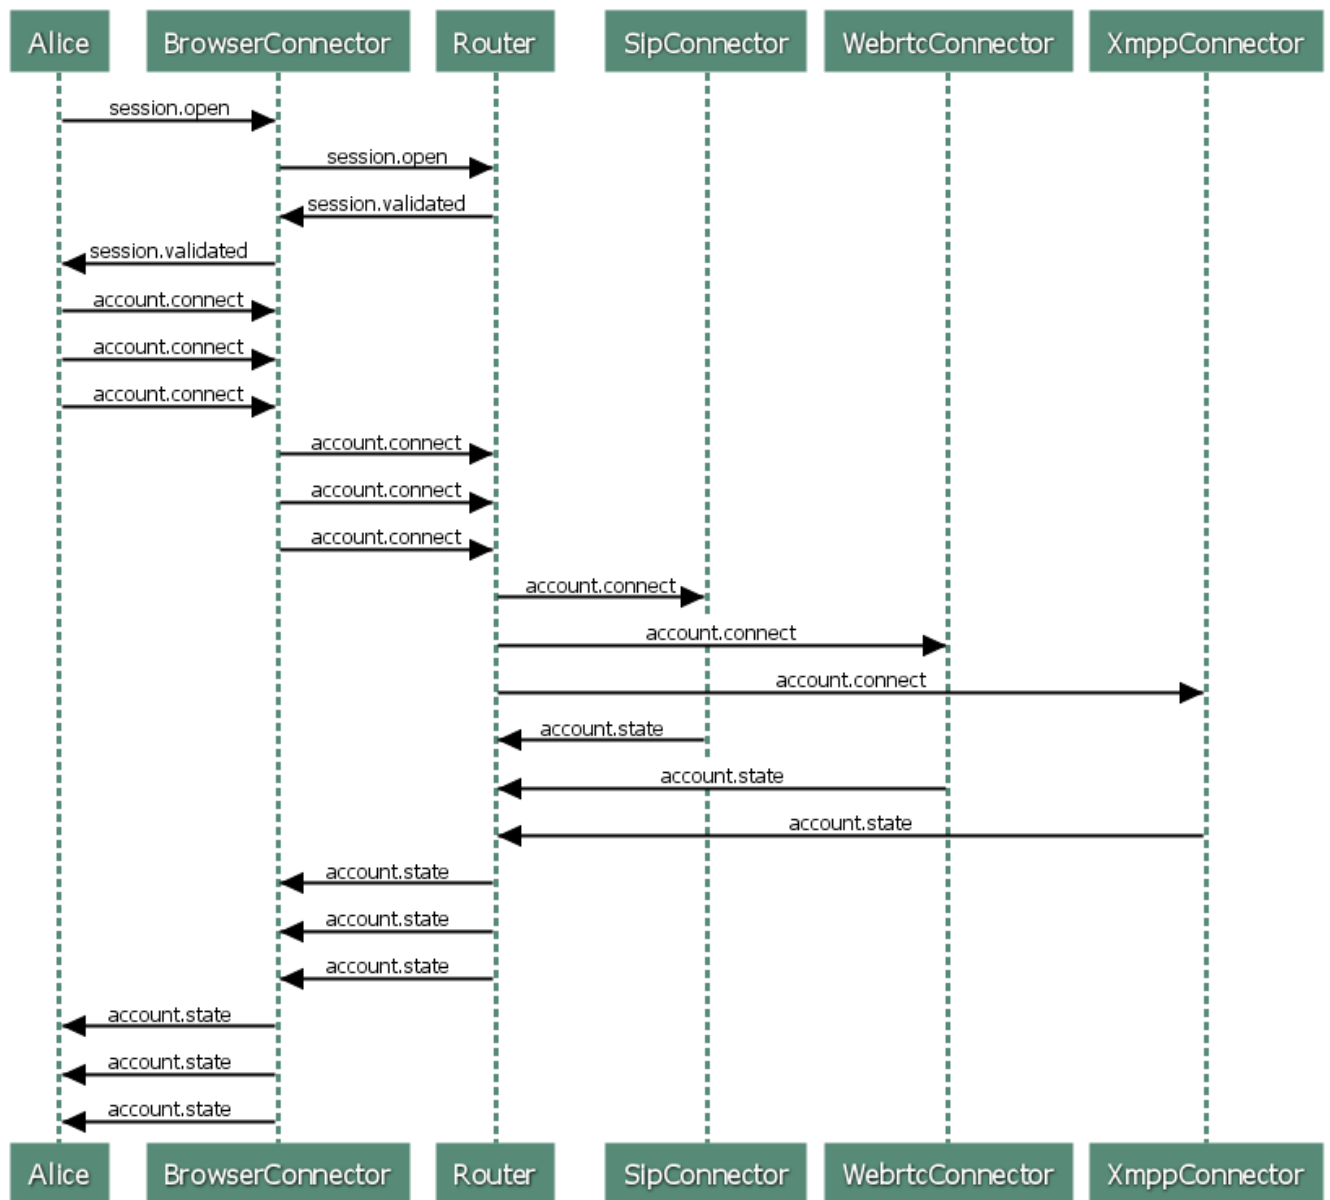 Alice BrowserConnector Router SipConnector WebrtcConnector XmppConnector
session.open
session.open
session.validated
session.validated
account.connect
account.connect
account.connect
account.connect
account.connect
account.connect
account.connect
account.connect
account.connect
account.state
account.state
account.state
account.state
account.state
account.state
account.state
account.state
account.state
Alice BrowserConnector Router SipConnector WebrtcConnector XmppConnector